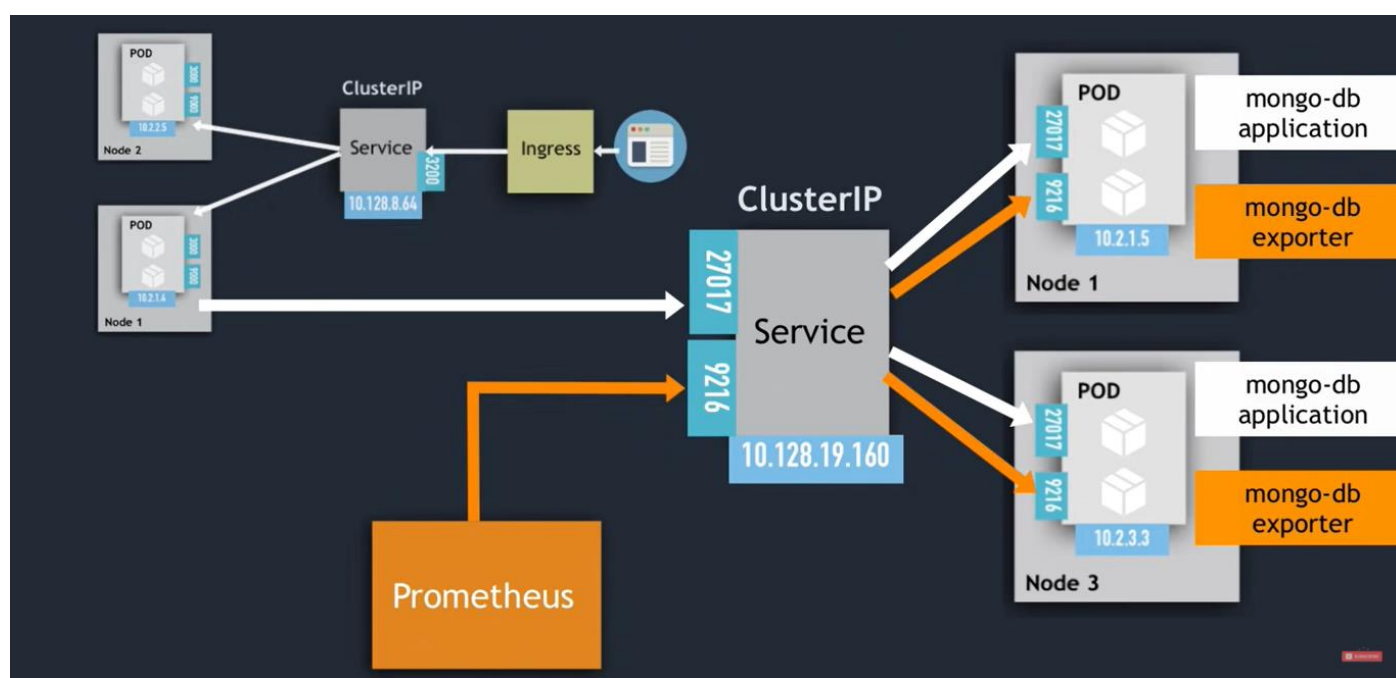 POD
3000
9000
10.2.2.5
Node 2
ClusterIP
Service
3200
10.128.8.64
Ingress
POD
3000
9000
10.2.1.4
Node 1
ClusterIP
27017
9216
Service
10.128.19.160
Prometheus
POD
27017
9216
10.2.1.5
Node 1
mongo-db
application
mongo-db
exporter
POD
27017
9216
10.2.3.3
Node 3
mongo-db
application
mongo-db
exporter